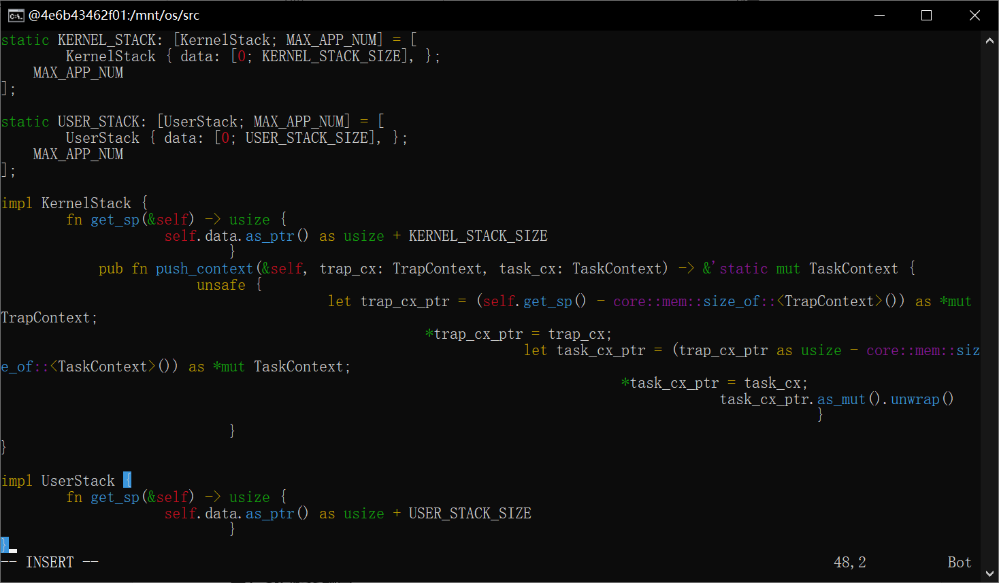 @4e6b43462f01:/mnt/os/src
static KERNEL_STACK: [KernelStack; MAX_APP_NUM] = [
        KernelStack { data: [0; KERNEL_STACK_SIZE], };
    MAX_APP_NUM
];

static USER_STACK: [UserStack; MAX_APP_NUM] = [
        UserStack { data: [0; USER_STACK_SIZE], };
    MAX_APP_NUM
];

impl KernelStack {
        fn get_sp(&self) -> usize {
                    self.data.as_ptr() as usize + KERNEL_STACK_SIZE
                            }
            pub fn push_context(&self, trap_cx: TrapContext, task_cx: TaskContext) -> &'static mut TaskContext {
                        unsafe {
                                        let trap_cx_ptr = (self.get_sp() - core::mem::size_of::<TrapContext>()) as *mut
TrapContext;
                                                    *trap_cx_ptr = trap_cx;
                                                                let task_cx_ptr = (trap_cx_ptr as usize - core::mem::siz
e_of::<TaskContext>()) as *mut TaskContext;
                                                                            *task_cx_ptr = task_cx;
                                                                                        task_cx_ptr.as_mut().unwrap()
                                                                                                    }
                            }
}

impl UserStack {
        fn get_sp(&self) -> usize {
                    self.data.as_ptr() as usize + USER_STACK_SIZE
                            }
}
-- INSERT -- 48,2 Bot